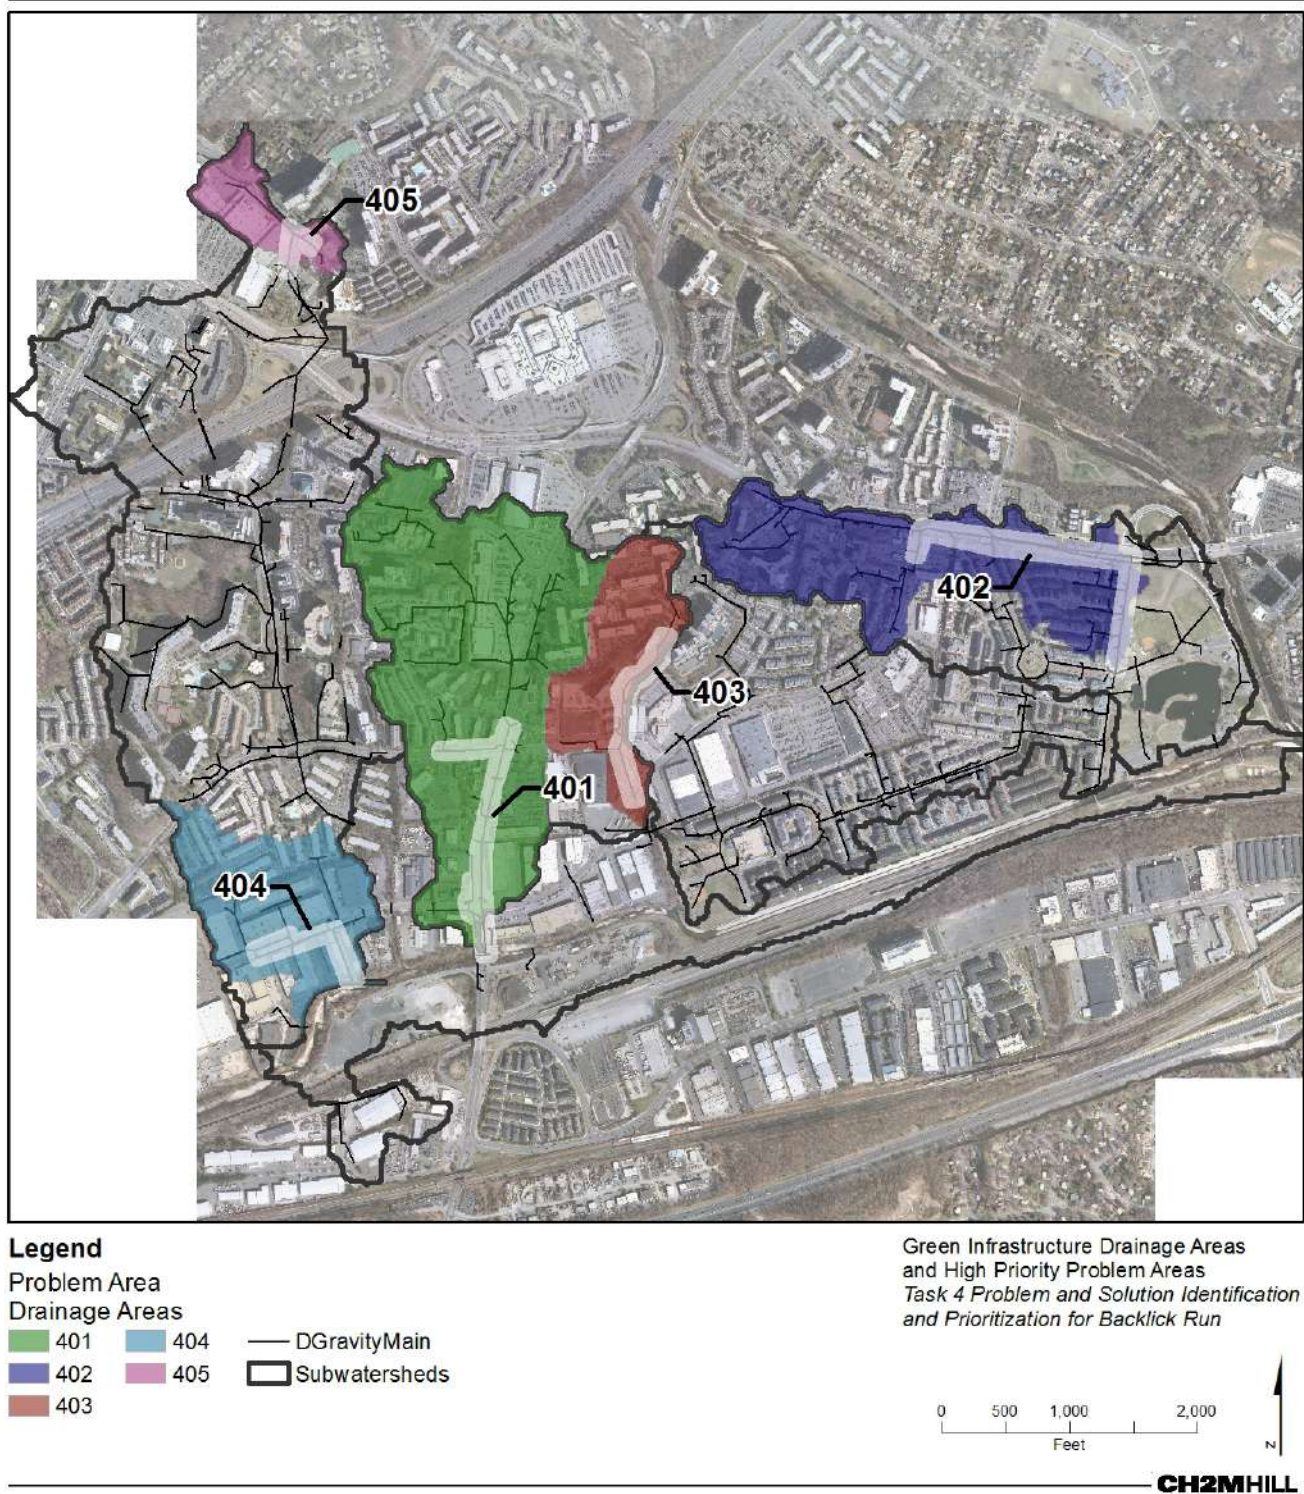 405
402
403
401
404
Legend
Problem Area
Drainage Areas
401 404 DGravityMain
402 405 Subwatersheds
403
Green Infrastructure Drainage Areas
and High Priority Problem Areas
Task 4 Problem and Solution Identification
and Prioritization for Backlick Run
0 500 1,000 2,000
Feet
N
CH2MHILL